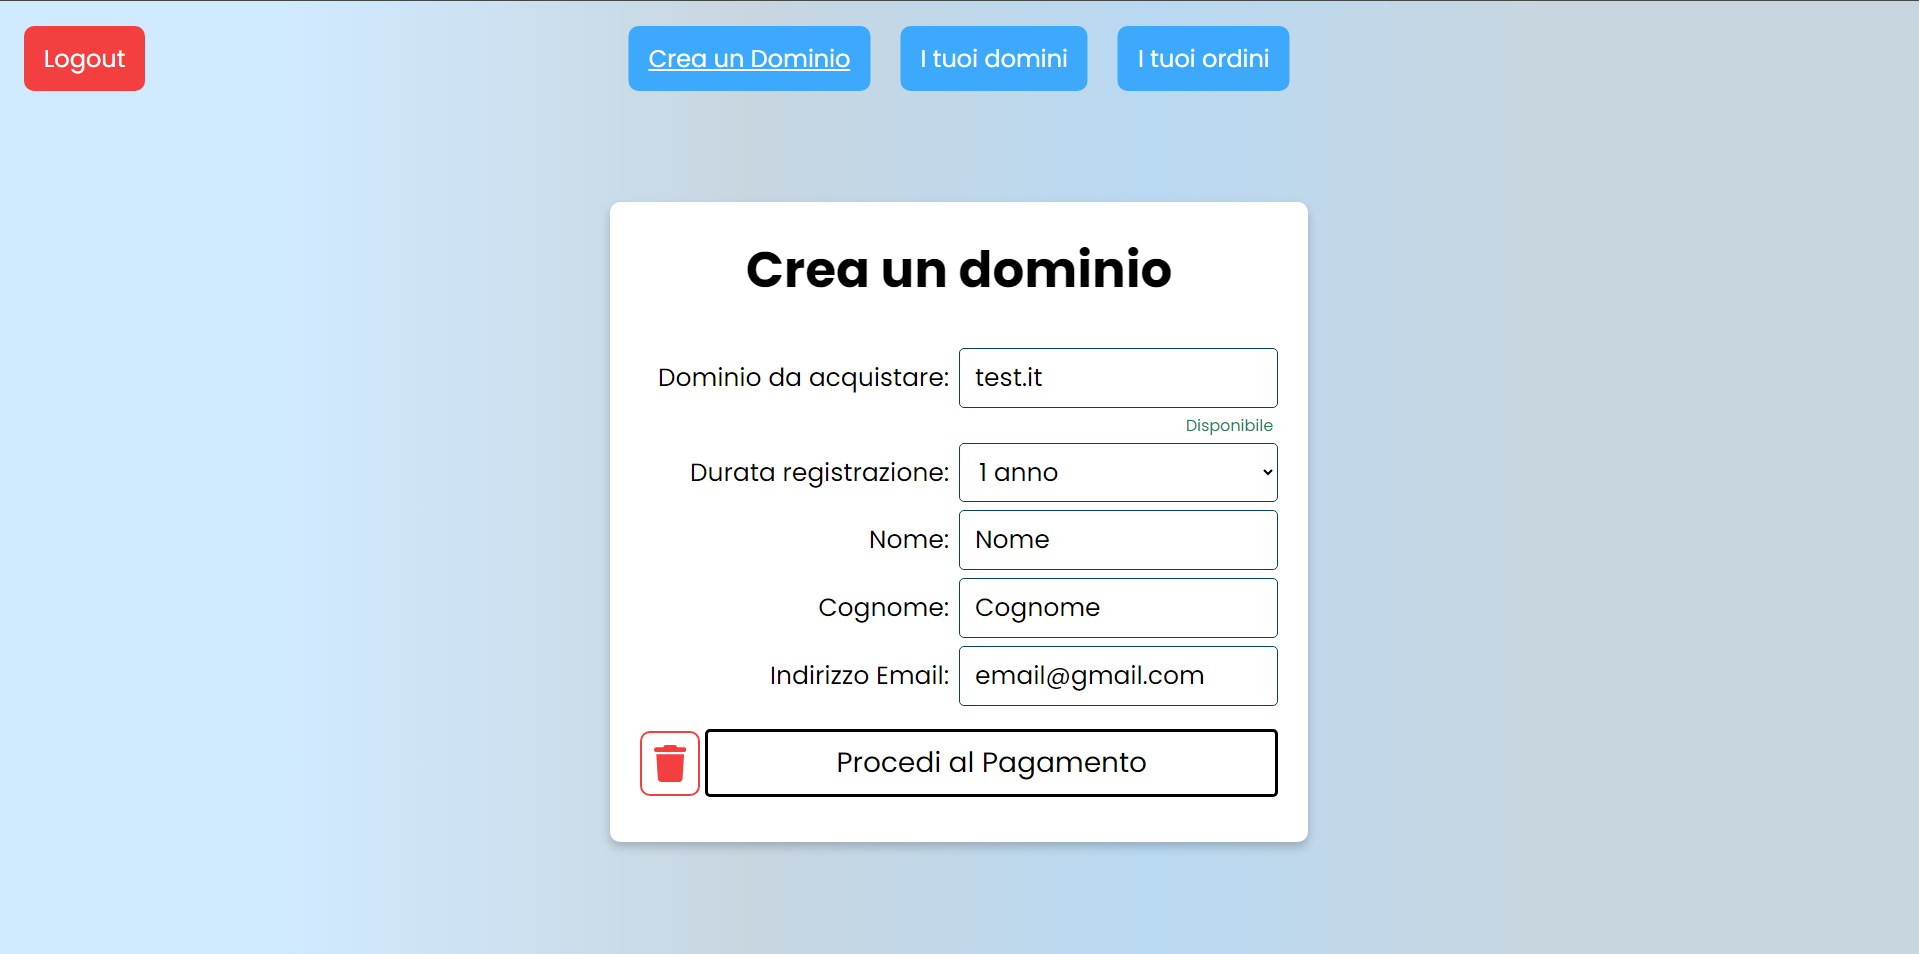 Logout
Crea un Dominio
I tuoi domini
I tuoi ordini
Crea un dominio
Dominio da acquistare: test.it
Disponibile
Durata registrazione: 1 anno
Nome: Nome
Cognome: Cognome
Indirizzo Email: email@gmail.com
Procedi al Pagamento